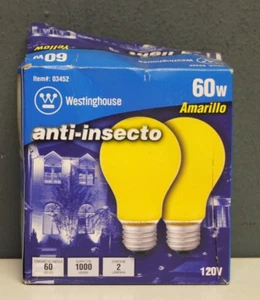 Yellow
60w
Item#: 03452
Westinghouse
60w
Amarillo
anti-insecto
60
1000
2
120V